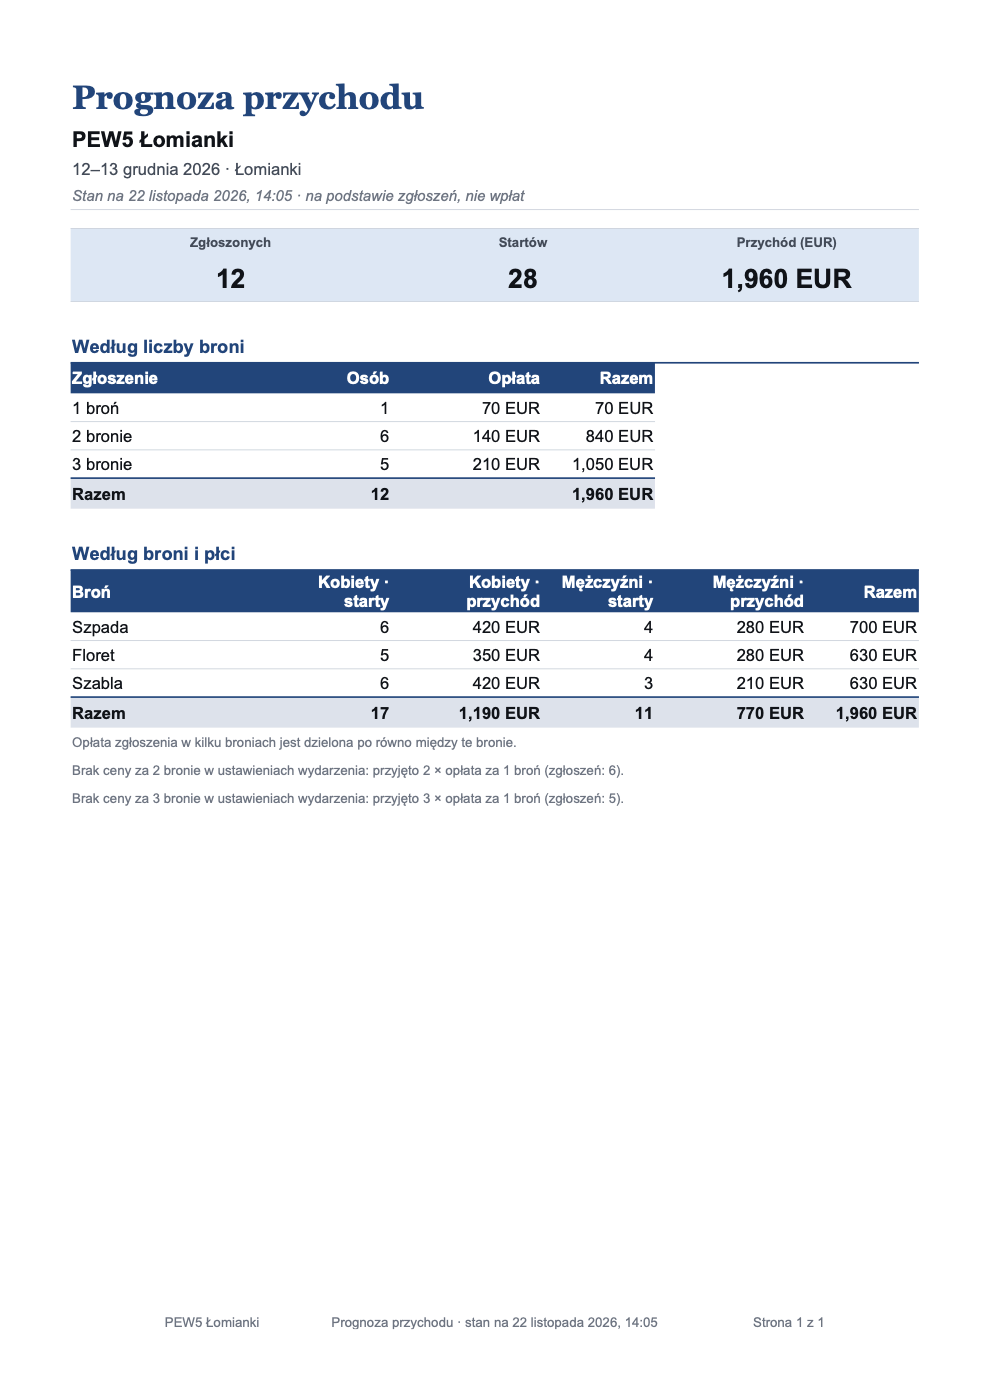 Prognoza przychodu
PEW5 Łomianki
12–13 grudnia 2026 · Łomianki
Stan na 22 listopada 2026, 14:05 · na podstawie zgłoszeń, nie wpłat
Zgłoszonych Startów Przychód (EUR)
12 28 1,960 EUR
Według liczby broni
Zgłoszenie Osób Opłata Razem
1 broń 1 70 EUR 70 EUR
2 bronie 6 140 EUR 840 EUR
3 bronie 5 210 EUR 1,050 EUR
Razem 12 1,960 EUR
Według broni i płci
Broń Kobiety · starty Kobiety · przychód Mężczyźni · starty Mężczyźni · przychód Razem
Szpada 6 420 EUR 4 280 EUR 700 EUR
Floret 5 350 EUR 4 280 EUR 630 EUR
Szabla 6 420 EUR 3 210 EUR 630 EUR
Razem 17 1,190 EUR 11 770 EUR 1,960 EUR
Opłata zgłoszenia w kilku broniach jest dzielona po równo między te bronie.
Brak ceny za 2 bronie w ustawieniach wydarzenia: przyjęto 2 × opłata za 1 broń (zgłoszeń: 6).
Brak ceny za 3 bronie w ustawieniach wydarzenia: przyjęto 3 × opłata za 1 broń (zgłoszeń: 5).
PEW5 Łomianki Prognoza przychodu · stan na 22 listopada 2026, 14:05 Strona 1 z 1